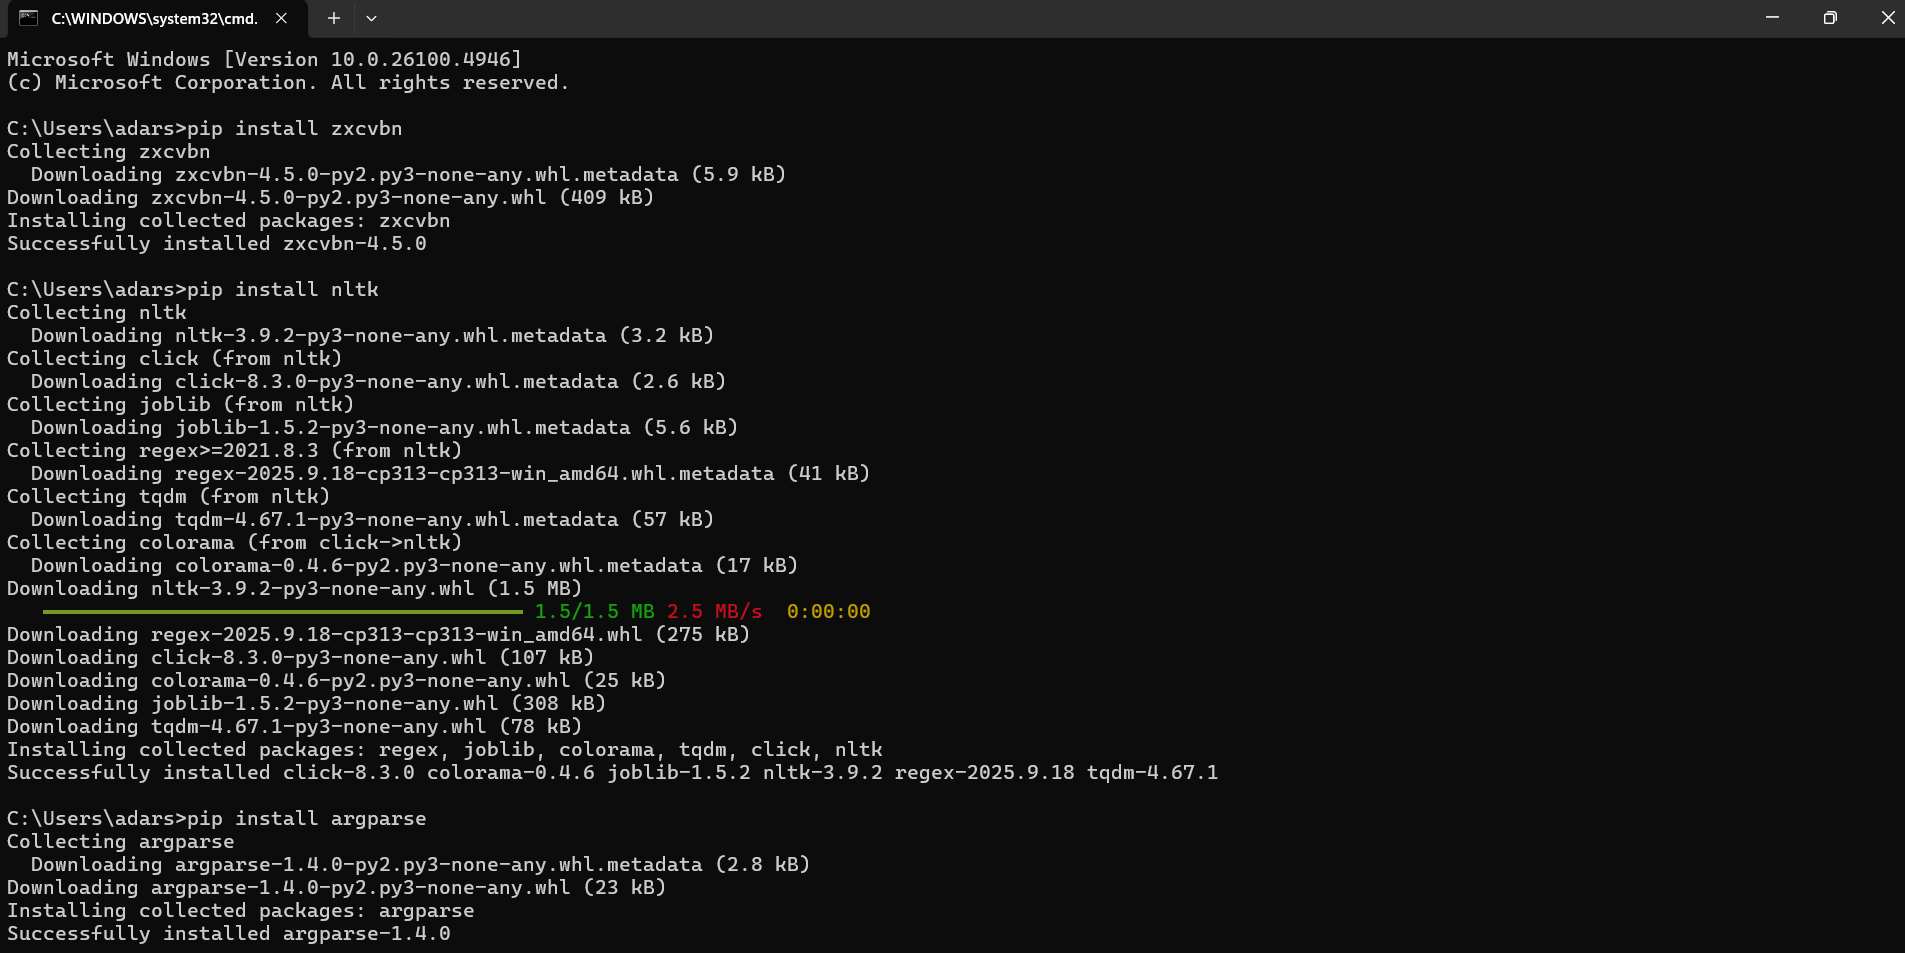 C:\WINDOWS\system32\cmd.
Microsoft Windows [Version 10.0.26100.4946]
(c) Microsoft Corporation. All rights reserved.
C:\Users\adars>pip install zxcvbn
Collecting zxcvbn
  Downloading zxcvbn-4.5.0-py2.py3-none-any.whl.metadata (5.9 kB)
Downloading zxcvbn-4.5.0-py2.py3-none-any.whl (409 kB)
Installing collected packages: zxcvbn
Successfully installed zxcvbn-4.5.0
C:\Users\adars>pip install nltk
Collecting nltk
  Downloading nltk-3.9.2-py3-none-any.whl.metadata (3.2 kB)
Collecting click (from nltk)
  Downloading click-8.3.0-py3-none-any.whl.metadata (2.6 kB)
Collecting joblib (from nltk)
  Downloading joblib-1.5.2-py3-none-any.whl.metadata (5.6 kB)
Collecting regex>=2021.8.3 (from nltk)
  Downloading regex-2025.9.18-cp313-cp313-win_amd64.whl.metadata (41 kB)
Collecting tqdm (from nltk)
  Downloading tqdm-4.67.1-py3-none-any.whl.metadata (57 kB)
Collecting colorama (from click->nltk)
  Downloading colorama-0.4.6-py2.py3-none-any.whl.metadata (17 kB)
Downloading nltk-3.9.2-py3-none-any.whl (1.5 MB)
1.5/1.5 MB 2.5 MB/s  0:00:00
Downloading regex-2025.9.18-cp313-cp313-win_amd64.whl (275 kB)
Downloading click-8.3.0-py3-none-any.whl (107 kB)
Downloading colorama-0.4.6-py2.py3-none-any.whl (25 kB)
Downloading joblib-1.5.2-py3-none-any.whl (308 kB)
Downloading tqdm-4.67.1-py3-none-any.whl (78 kB)
Installing collected packages: regex, joblib, colorama, tqdm, click, nltk
Successfully installed click-8.3.0 colorama-0.4.6 joblib-1.5.2 nltk-3.9.2 regex-2025.9.18 tqdm-4.67.1
C:\Users\adars>pip install argparse
Collecting argparse
  Downloading argparse-1.4.0-py2.py3-none-any.whl.metadata (2.8 kB)
Downloading argparse-1.4.0-py2.py3-none-any.whl (23 kB)
Installing collected packages: argparse
Successfully installed argparse-1.4.0